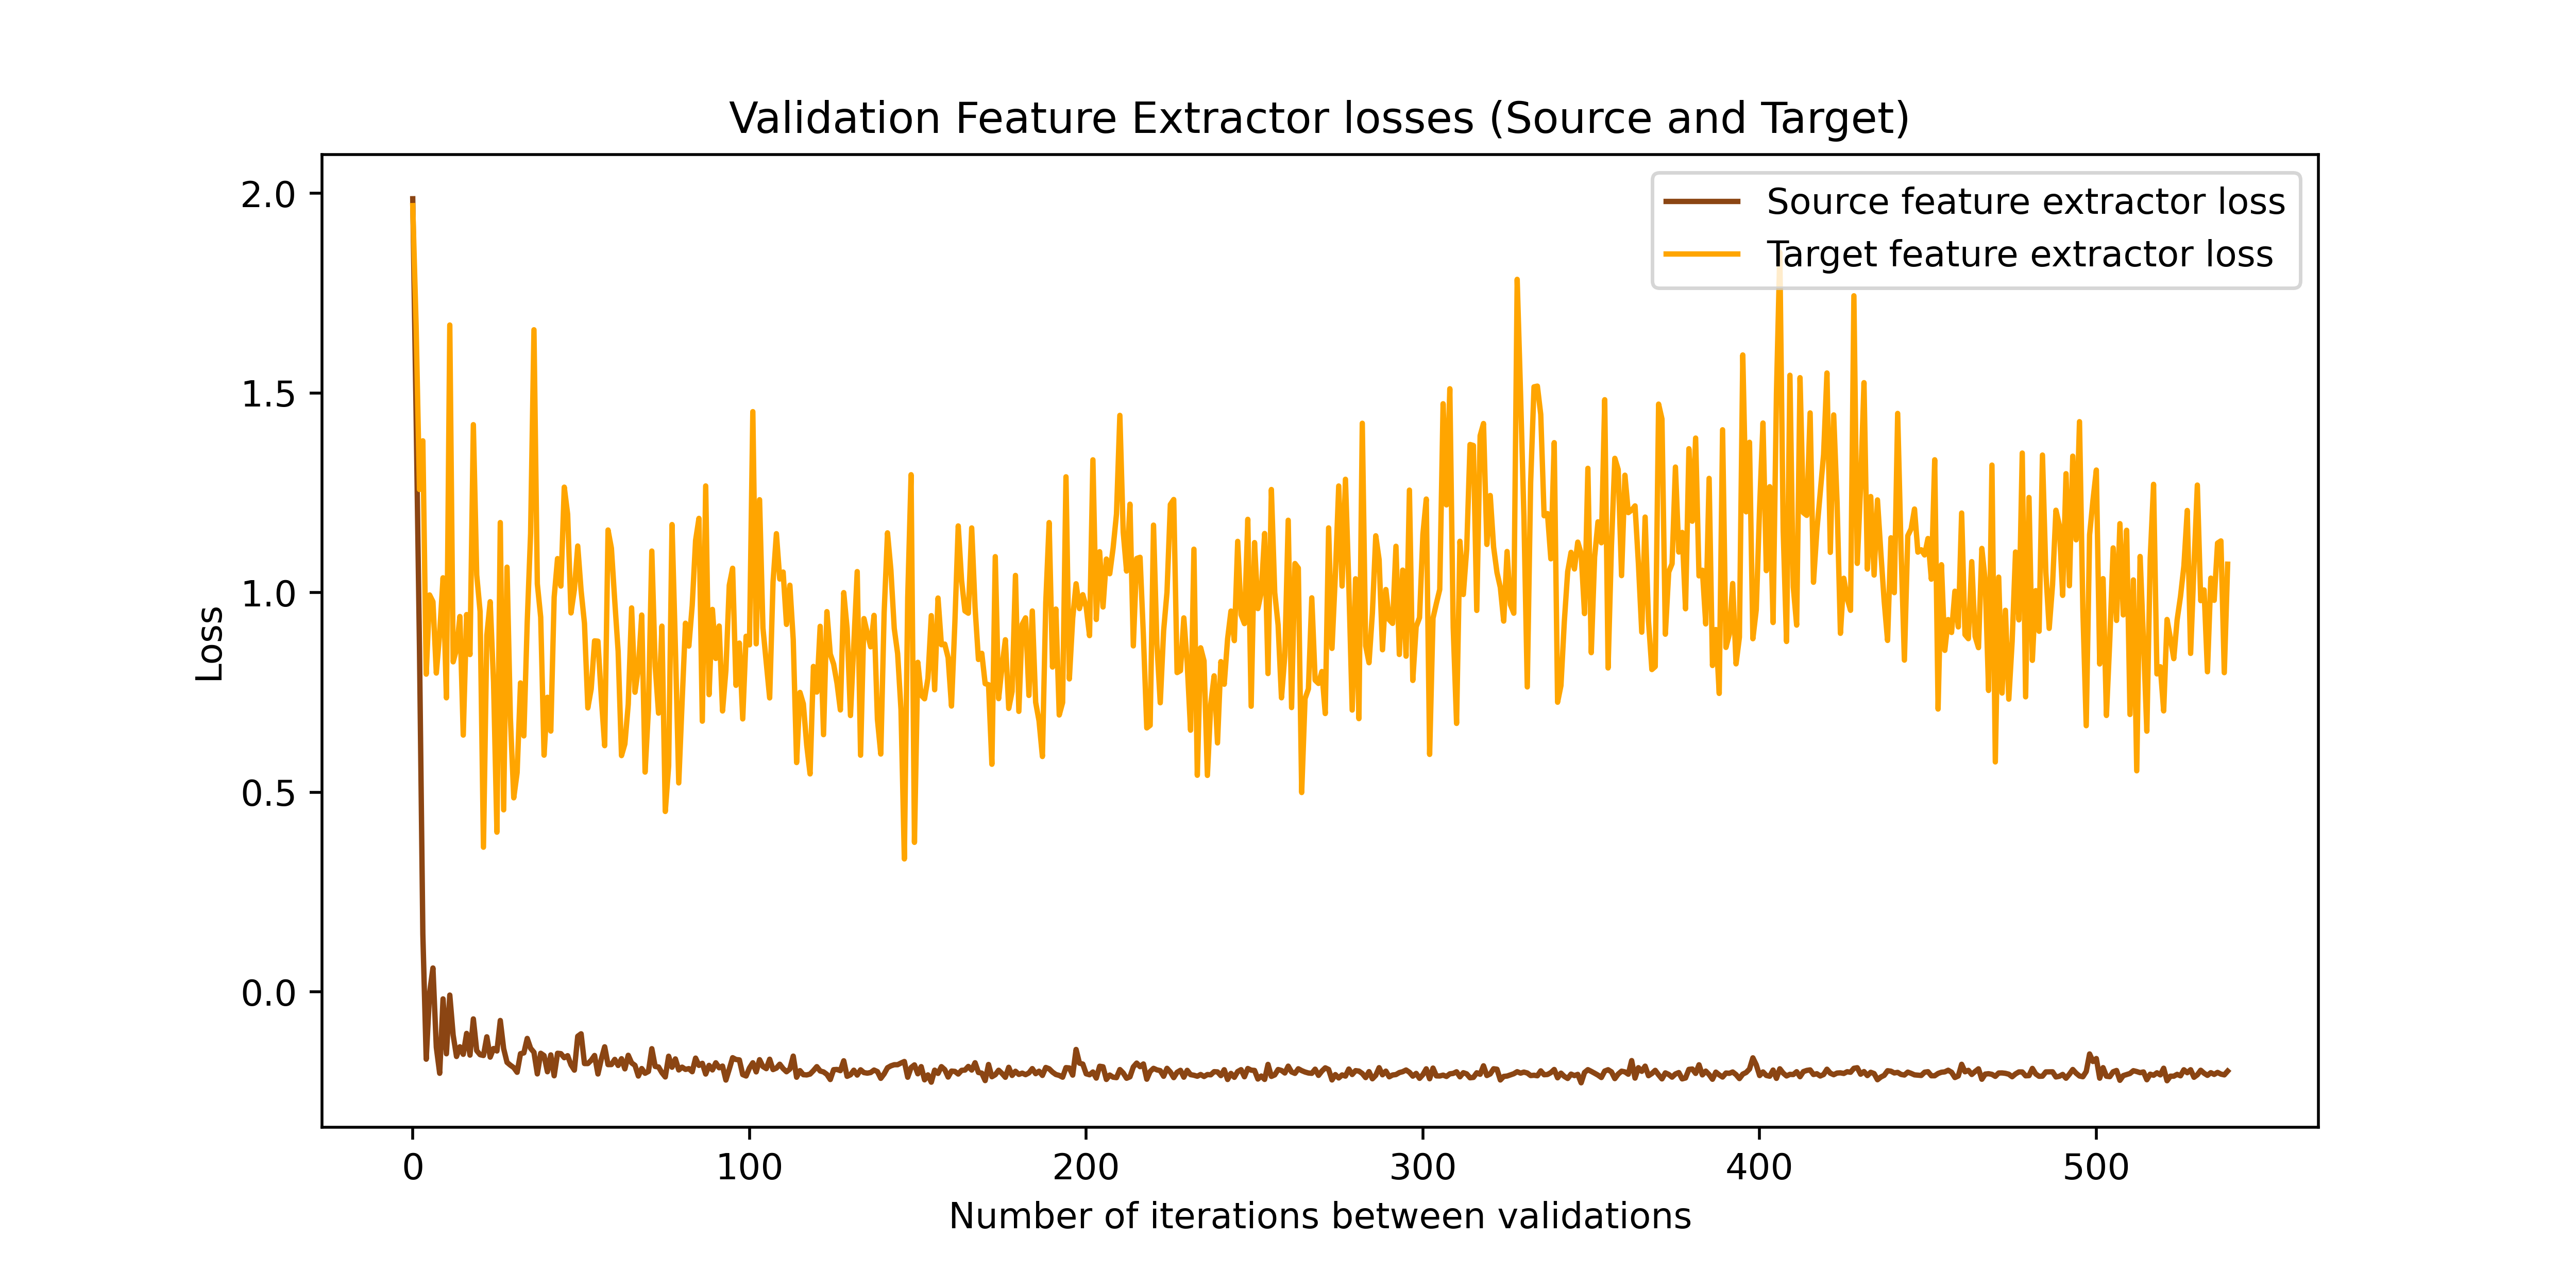 Validation Feature Extractor losses (Source and Target)
Source feature extractor loss
Target feature extractor loss
2.0
1.5
1.0
0.5
0.0
Loss
0 100 200 300 400 500
Number of iterations between validations